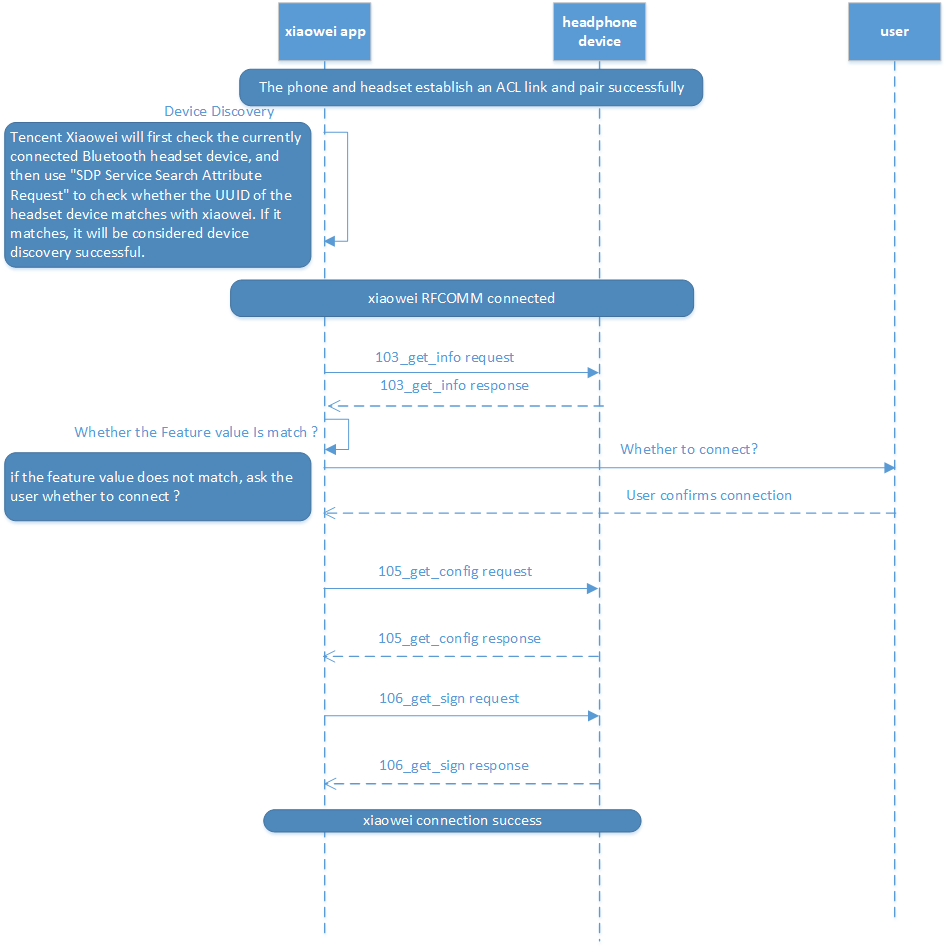 xiaowei app
headphone
device
user
The phone and headset establish an ACL link and pair successfully
Device Discovery
Tencent Xiaowei will first check the currently
connected Bluetooth headset device, and
then use "SDP Service Search Attribute
Request" to check whether the UUID of the
headset device matches with xiaowei. If it
matches, it will be considered device
discovery successful.
xiaowei RFCOMM connected
103_get_info request
103_get_info response
Whether the Feature value Is match ?
Whether to connect?
if the feature value does not match, ask the
user whether to connect ?
User confirms connection
105_get_config request
105_get_config response
106_get_sign request
106_get_sign response
xiaowei connection success